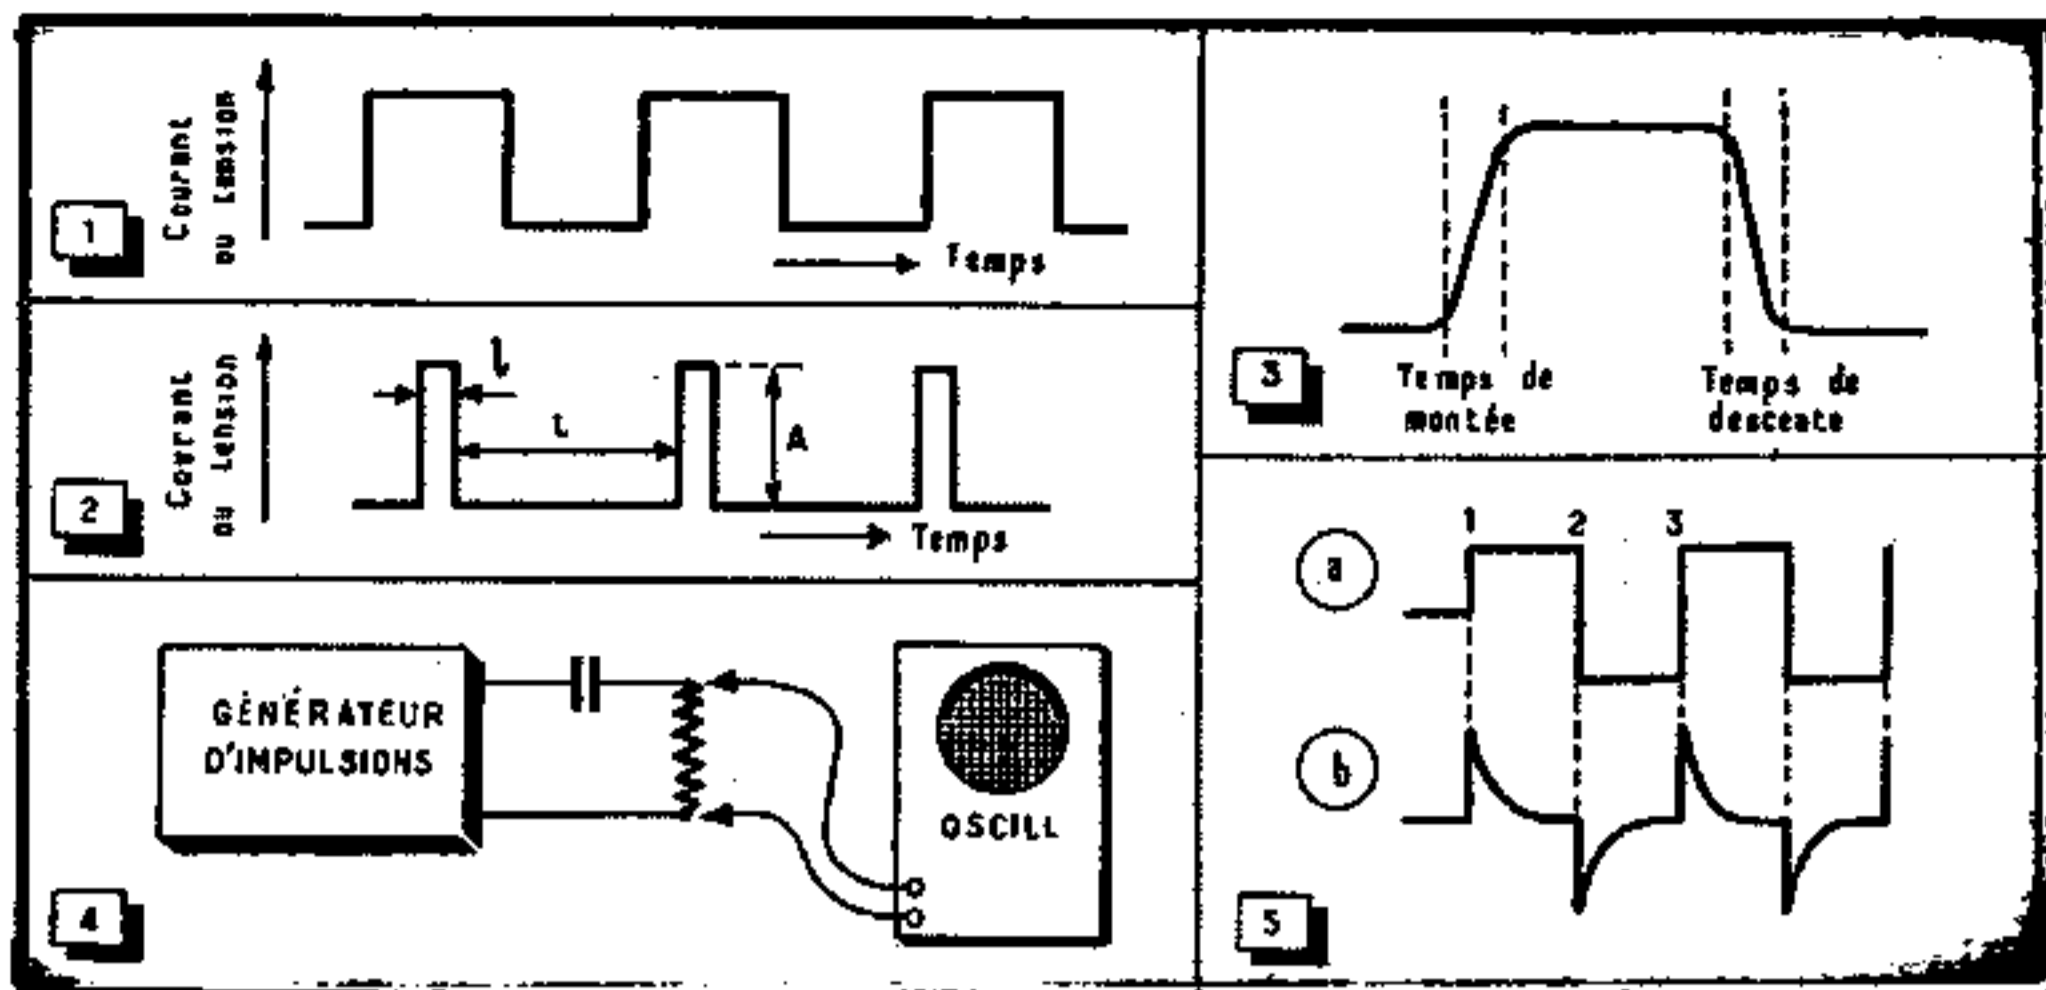 Courant
ou tension
Temps
1
Courant
ou tension
l
t
A
Temps
2
GÉNÉRATEUR
D'IMPULSIONS
OSCILL
4
Temps de
montée
Temps de
descente
3
1 2 3
a
b
5